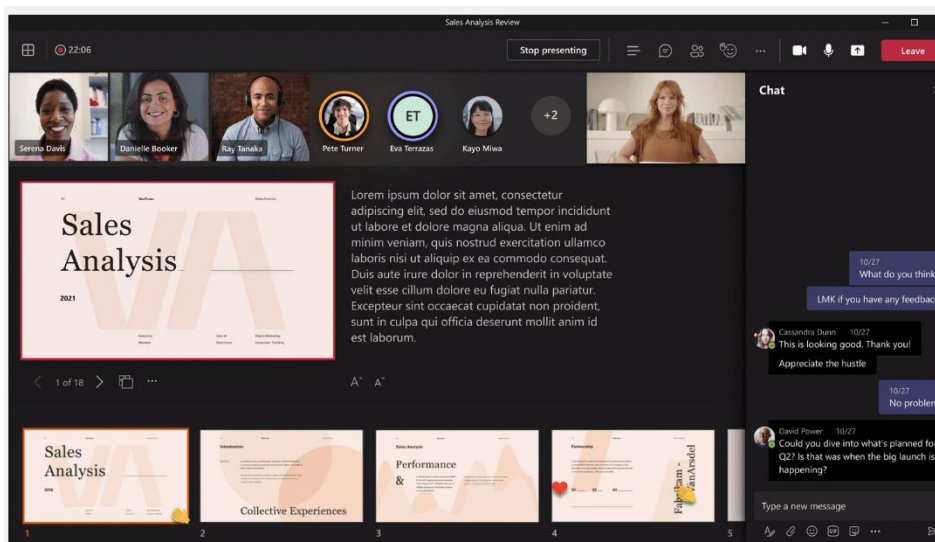 Sales Analysis Review
22:06
Stop presenting
Leave
Serena Davis
Danielle Booker
Ray Tanaka
Pete Turner
ET
Eva Terrazas
Kayo Miwa
+2
Sales
Analysis
2021
Lorem ipsum dolor sit amet, consectetur
adipiscing elit, sed do eiusmod tempor incididunt
ut labore et dolore magna aliqua. Ut enim ad
minim veniam, quis nostrud exercitation ullamco
laboris nisi ut aliquip ex ea commodo consequat.
Duis aute irure dolor in reprehenderit in voluptate
velit esse cillum dolore eu fugiat nulla pariatur.
Excepteur sint occaecat cupidatat non proident,
sunt in culpa qui officia deserunt mollit anim id
est laborum.
1 of 18
Sales
Analysis
1
Introduction
Collective Experiences
2
Sales Analysis
Performance
&
3
Partnership
4
5
Chat
10/27
What do you think
LMK if you have any feedback
Cassandra Dunn 10/27
This is looking good. Thank you!
Appreciate the hustle
10/27
No problem
David Power 10/27
Could you dive into what's planned for
Q2? Is that was when the big launch is
happening?
Type a new message
GIF